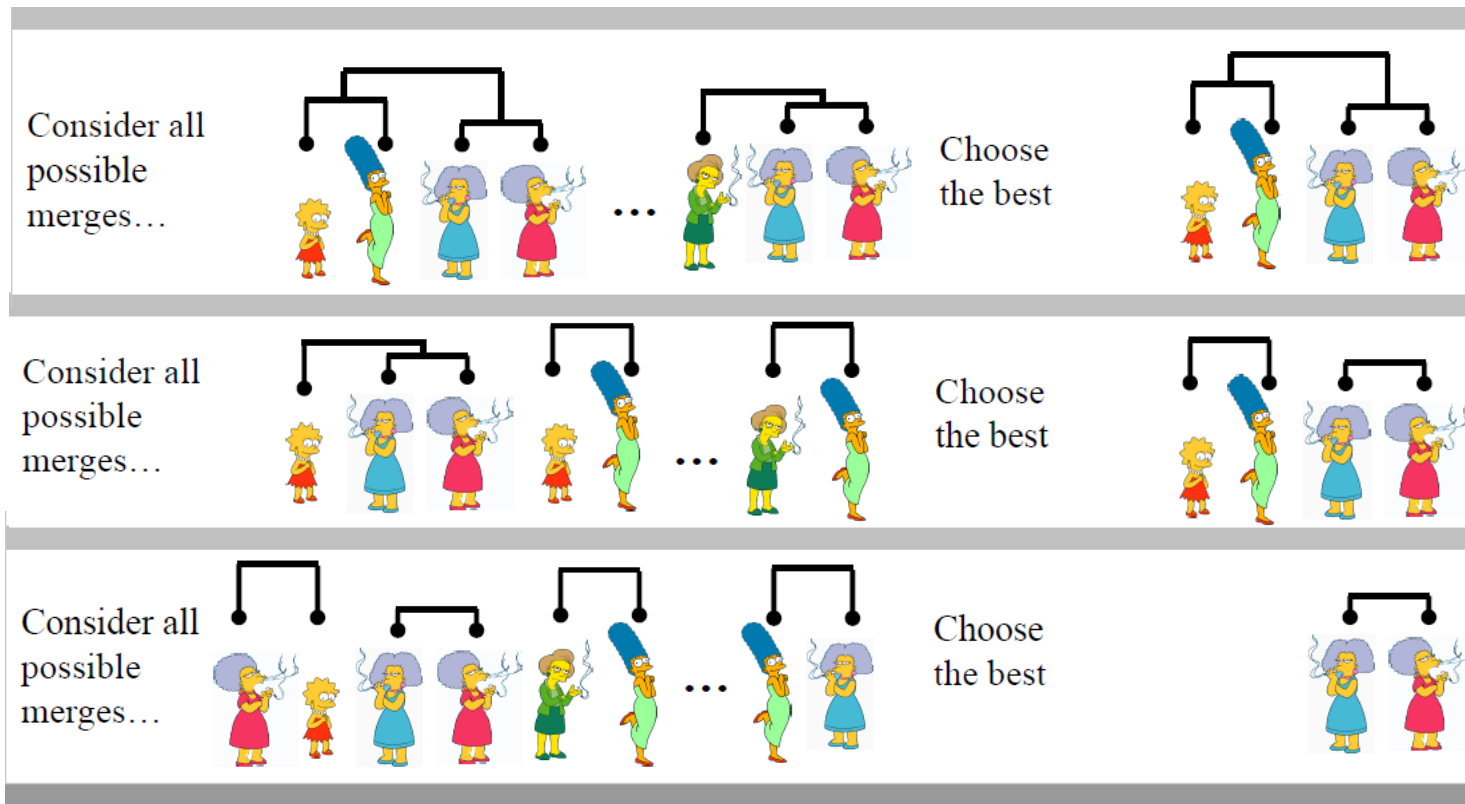 Consider all
possible
merges…
…
Choose
the best
Consider all
possible
merges…
…
Choose
the best
Consider all
possible
merges…
…
Choose
the best